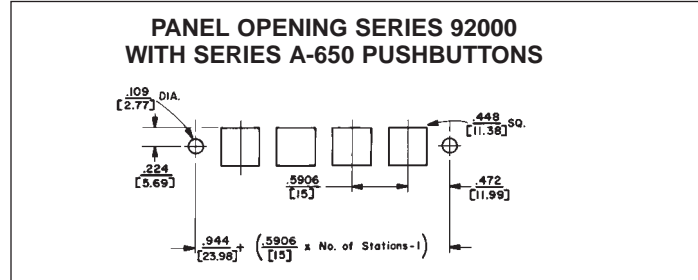 PANEL OPENING SERIES 92000
WITH SERIES A-650 PUSHBUTTONS
.109
[2.77] DIA.
.448
[11.38] SQ.
.224
[5.69]
.5906
[15]
.472
[11.99]
.944
[23.98] + ( .5906
[15] x No. of Stations-1 )